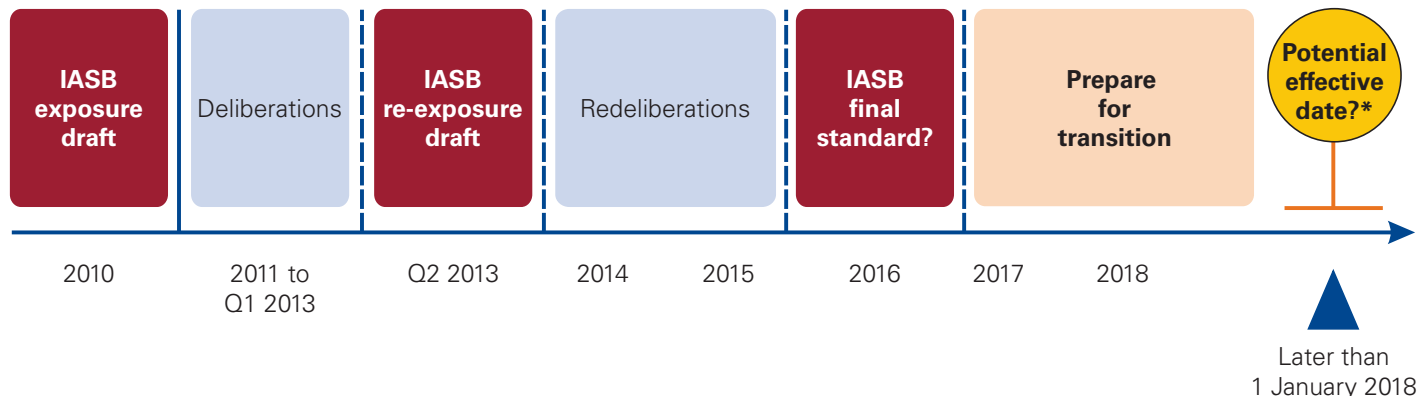 IASB
exposure
draft
Deliberations
IASB
re-exposure
draft
Redeliberations
IASB
final
standard?
Prepare
for
transition
Potential
effective
date?*
2010
2011 to
Q1 2013
Q2 2013
2014
2015
2016
2017
2018
Later than
1 January 2018